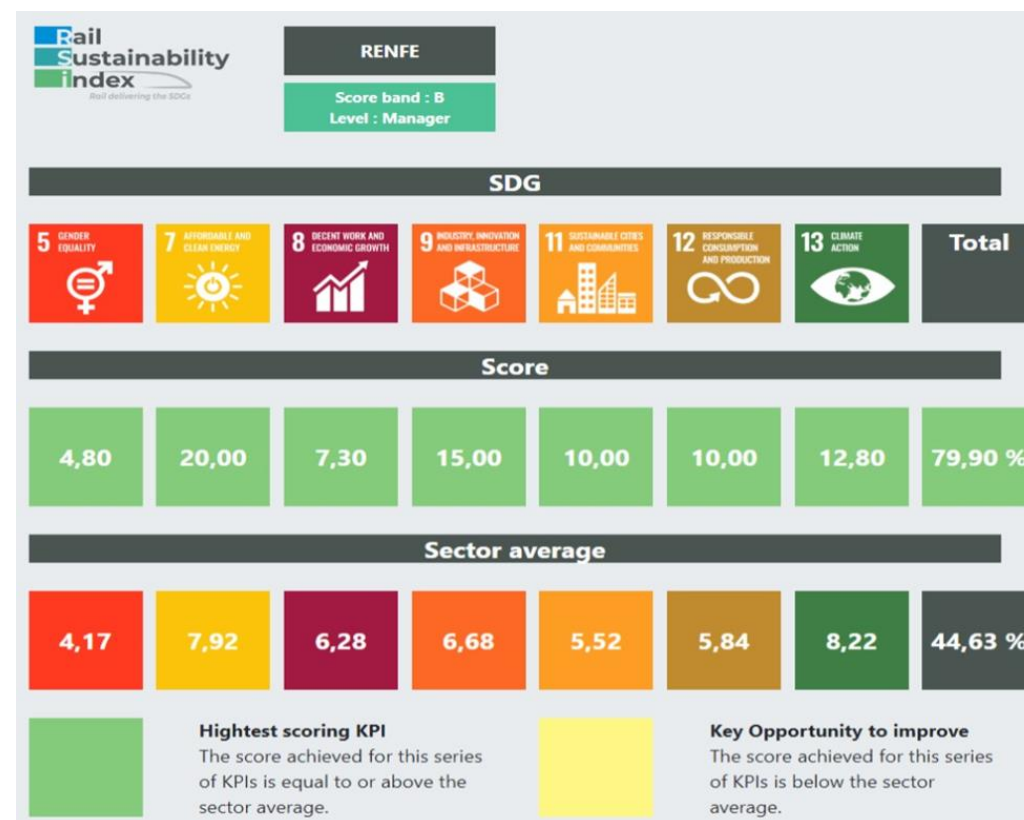 Rail
Sustainability
index
Rail delivering the SDGs
RENFE
Score band : B
Level : Manager
SDG
5 GENDER
EQUALITY
7 AFFORDABLE AND
CLEAN ENERGY
8 DECENT WORK AND
ECONOMIC GROWTH
9 INDUSTRY, INNOVATION
AND INFRASTRUCTURE
11 SUSTAINABLE CITIES
AND COMMUNITIES
12 RESPONSIBLE
CONSUMPTION
AND PRODUCTION
13 CLIMATE
ACTION
Total
Score
4,80 20,00 7,30 15,00 10,00 10,00 12,80 79,90 %
Sector average
4,17 7,92 6,28 6,68 5,52 5,84 8,22 44,63 %
Hightest scoring KPI
The score achieved for this series
of KPIs is equal to or above the
sector average.
Key Opportunity to improve
The score achieved for this series
of KPIs is below the sector
average.